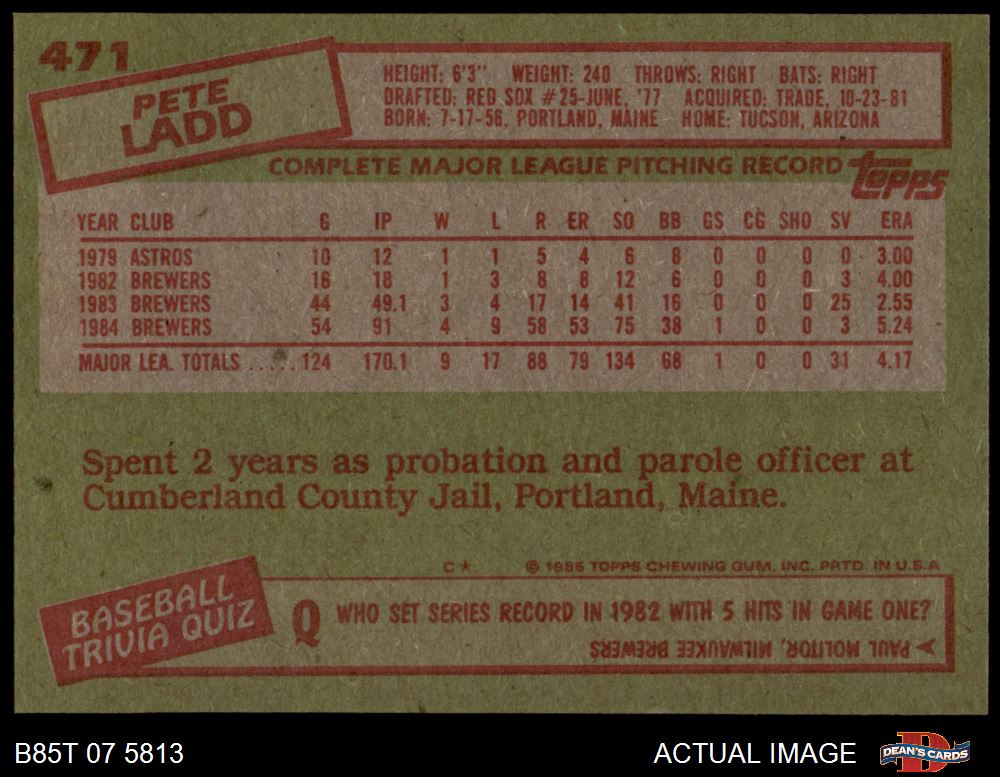 471
PETE
LADD
HEIGHT: 6'3" WEIGHT: 240 THROWS: RIGHT BATS: RIGHT
DRAFTED: RED SOX #25-JUNE, '77 ACQUIRED: TRADE, 10-23-81
BORN: 7-17-56, PORTLAND, MAINE HOME: TUCSON, ARIZONA
COMPLETE MAJOR LEAGUE PITCHING RECORD topps
YEAR CLUB G IP W L R ER SO BB GS CG SHO SV ERA
1979 ASTROS 10 12 1 1 5 4 6 8 0 0 0 0 3.00
1982 BREWERS 16 18 1 3 8 8 12 6 0 0 0 3 4.00
1983 BREWERS 44 49.1 3 4 17 14 41 16 0 0 0 25 2.55
1984 BREWERS 54 91 4 9 58 53 75 38 1 0 0 3 5.24
MAJOR LEA. TOTALS ..... 124 170.1 9 17 88 79 134 68 1 0 0 31 4.17
Spent 2 years as probation and parole officer at
Cumberland County Jail, Portland, Maine.
C* © 1985 TOPPS CHEWING GUM, INC. PRTD. IN U.S.A
BASEBALL
TRIVIA QUIZ
Q WHO SET SERIES RECORD IN 1982 WITH 5 HITS IN GAME ONE?
PAUL MOLITOR, MILWAUKEE BREWERS
B85T 07 5813
ACTUAL IMAGE
DEAN'S CARDS